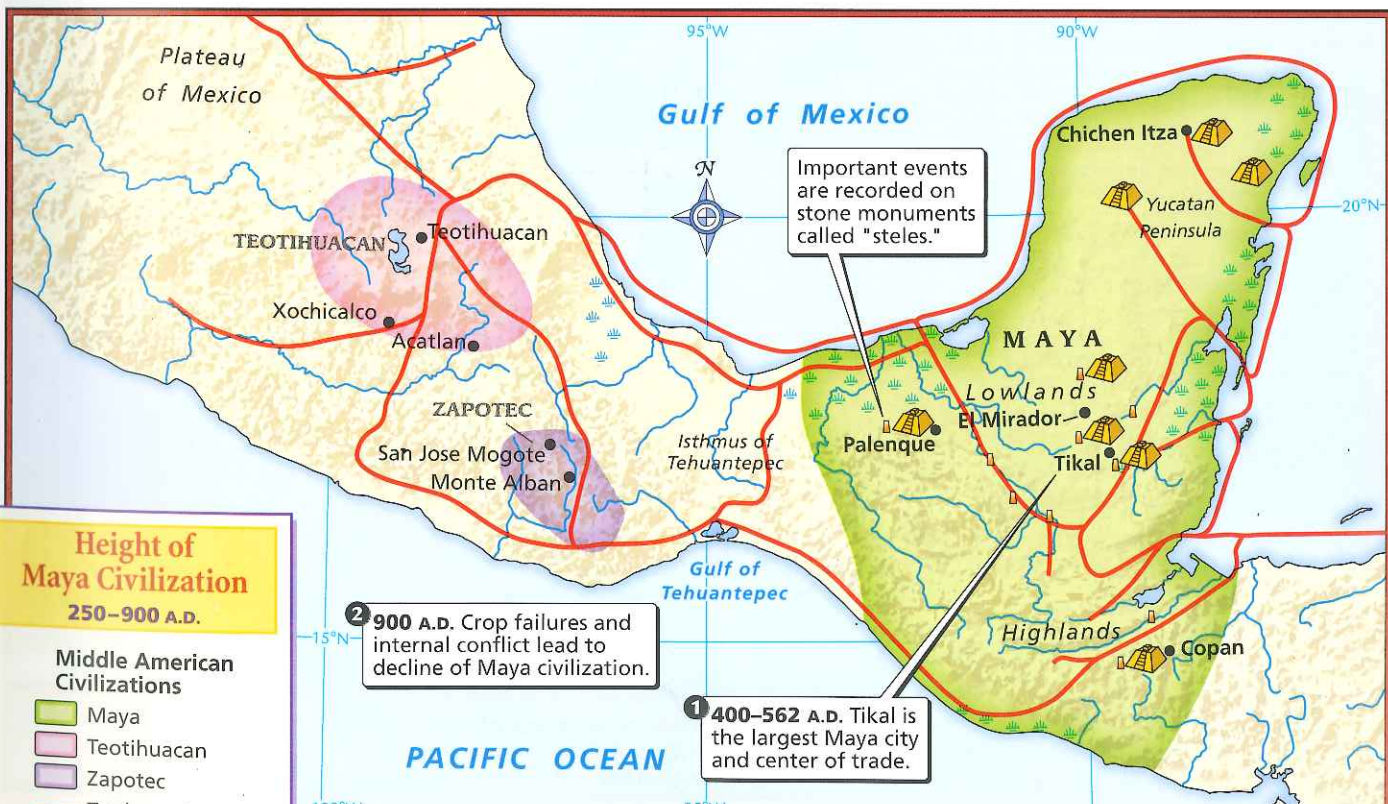 95°W
90°W
Plateau
of Mexico
Gulf of Mexico
N
Important events
are recorded on
stone monuments
called "steles."
Chichen Itza
20°N
Yucatan
Peninsula
TEOTIHUACAN
Teotihuacan
Xochicalco
Acatlan
ZAPOTEC
San Jose Mogote
Monte Alban
Isthmus of
Tehuantepec
MAYA
Lowlands
El Mirador
Palenque
Tikal
Gulf of
Tehuantepec
Highlands
Copan
15°N
2 900 A.D. Crop failures and
internal conflict lead to
decline of Maya civilization.
1 400–562 A.D. Tikal is
the largest Maya city
and center of trade.
PACIFIC OCEAN
Height of
Maya Civilization
250–900 A.D.
Middle American
Civilizations
Maya
Teotihuacan
Zapotec